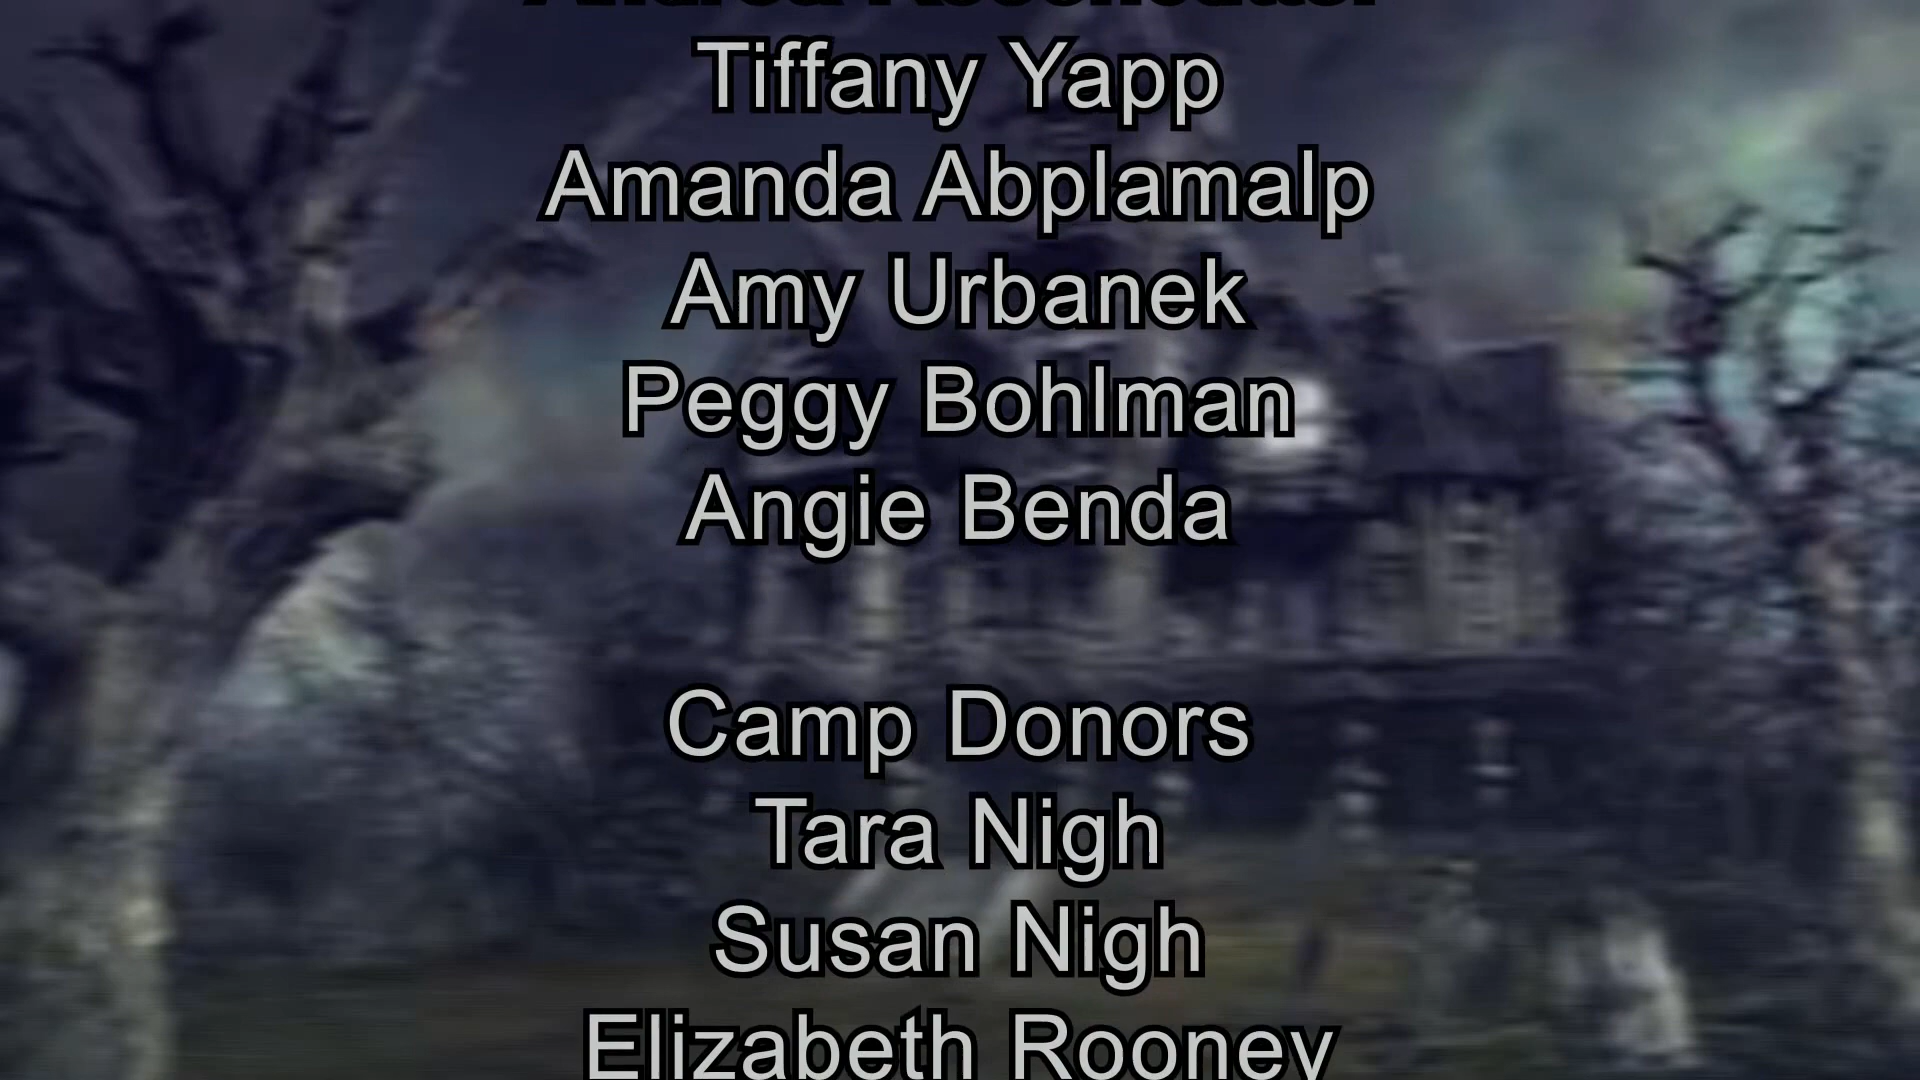 Tiffany Yapp
Amanda Abplamalp
Amy Urbanek
Peggy Bohlman
Angie Benda
Camp Donors
Tara Nigh
Susan Nigh
Elizabeth Rooney